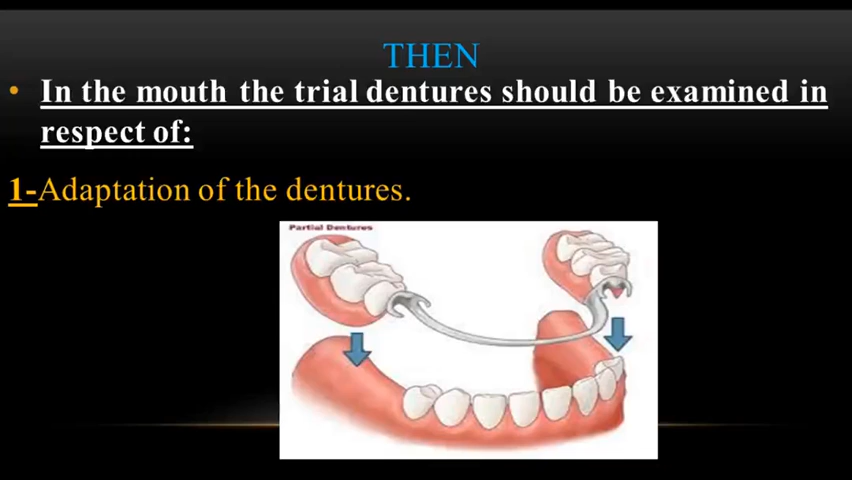 THEN
• In the mouth the trial dentures should be examined in
respect of:
1-Adaptation of the dentures.
Partial Dentures